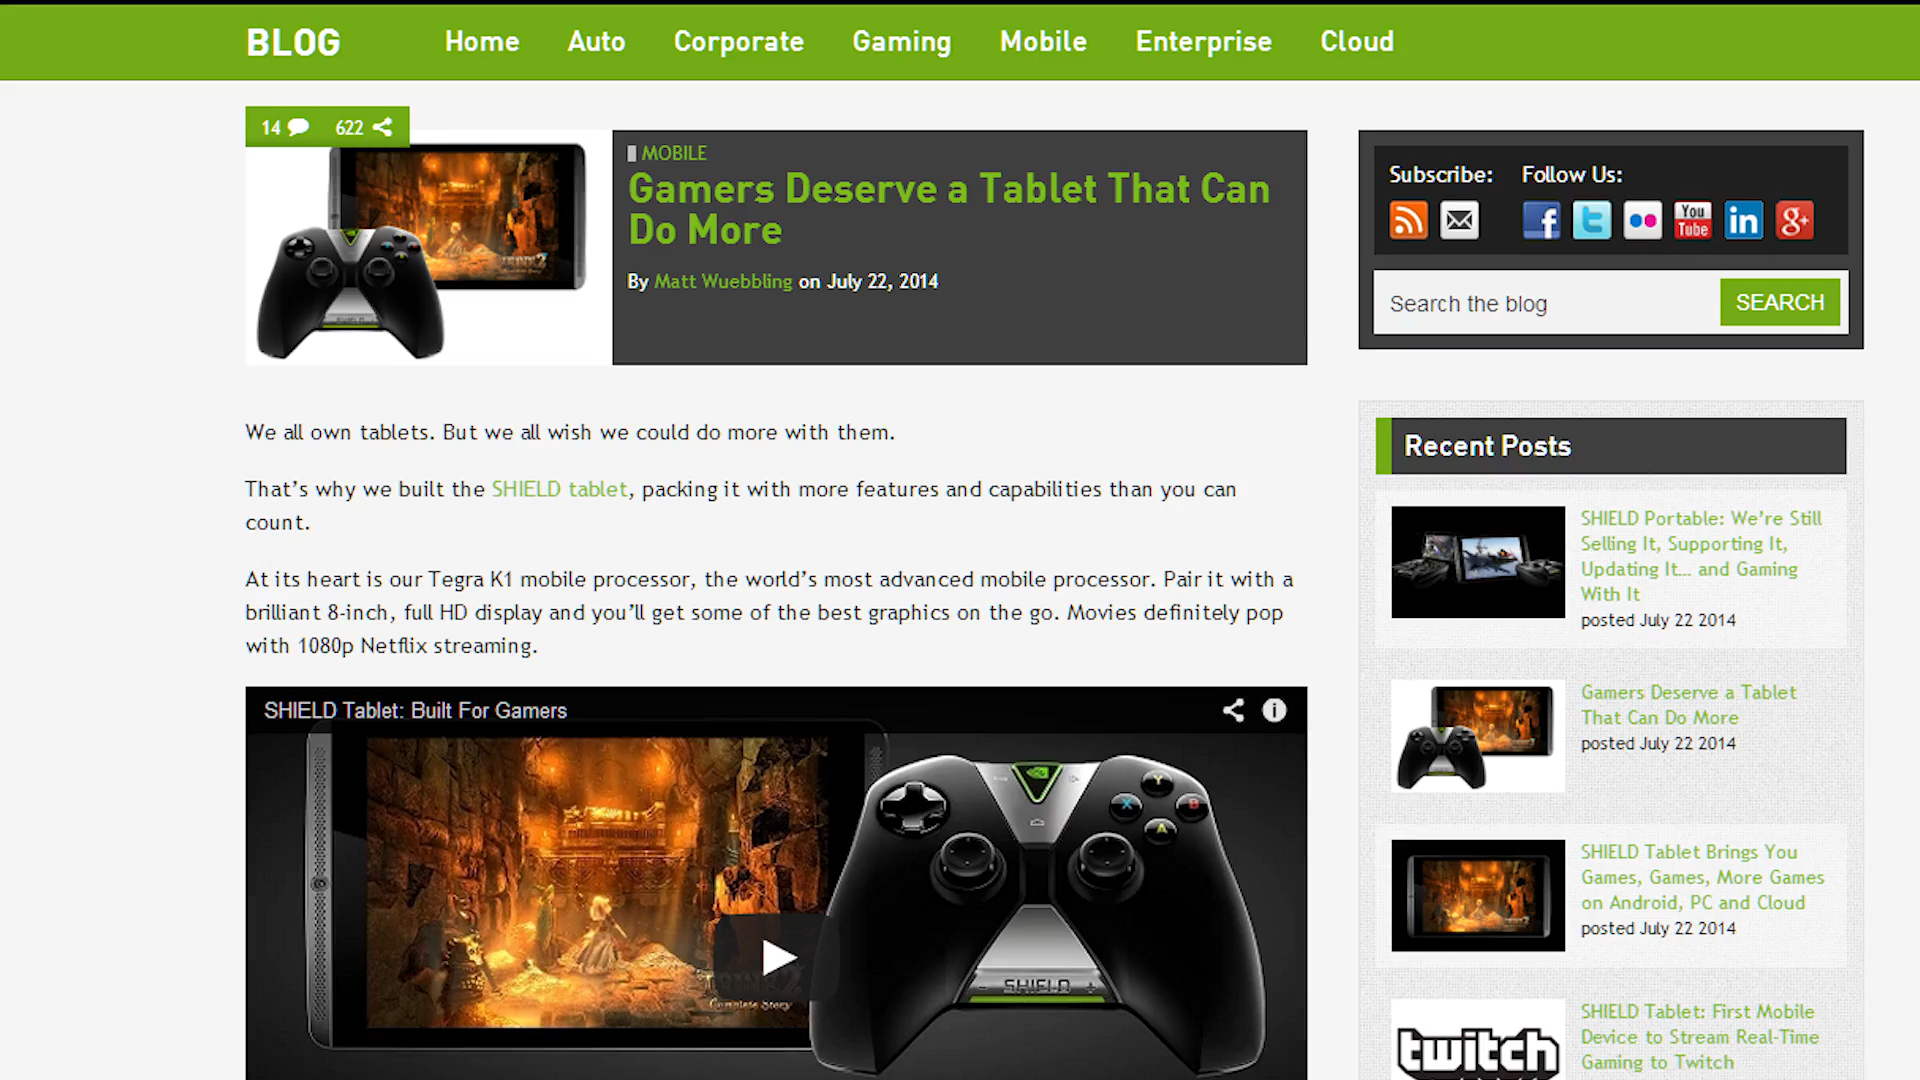 BLOG
Home Auto Corporate Gaming Mobile Enterprise Cloud
14 622
MOBILE
Gamers Deserve a Tablet That Can
Do More
By Matt Wuebbling on July 22, 2014
We all own tablets. But we all wish we could do more with them.
That’s why we built the SHIELD tablet, packing it with more features and capabilities than you can
count.
At its heart is our Tegra K1 mobile processor, the world’s most advanced mobile processor. Pair it with a
brilliant 8-inch, full HD display and you’ll get some of the best graphics on the go. Movies definitely pop
with 1080p Netflix streaming.
SHIELD Tablet: Built For Gamers
Y
X B
A
SHIELD
Complete Story
Subscribe: Follow Us:
You
Tube
Search the blog SEARCH
Recent Posts
SHIELD Portable: We’re Still
Selling It, Supporting It,
Updating It... and Gaming
With It
posted July 22 2014
Gamers Deserve a Tablet
That Can Do More
posted July 22 2014
SHIELD Tablet Brings You
Games, Games, More Games
on Android, PC and Cloud
posted July 22 2014
SHIELD Tablet: First Mobile
Device to Stream Real-Time
Gaming to Twitch
twitch